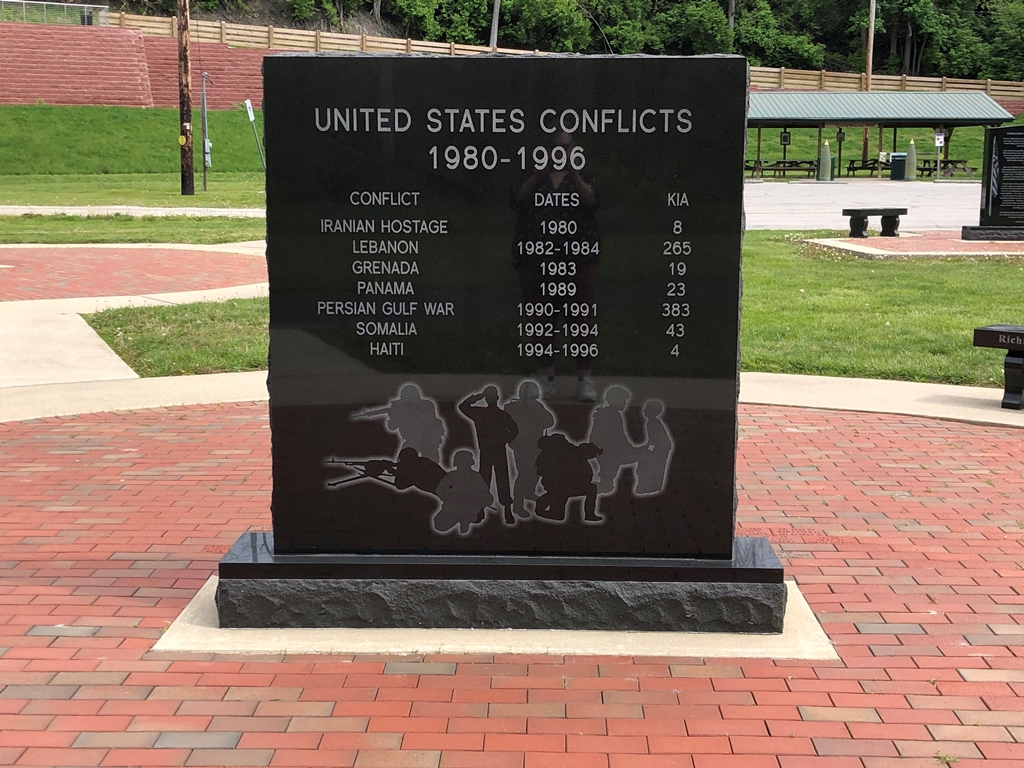 UNITED STATES CONFLICTS
1980-1996
CONFLICT DATES KIA
IRANIAN HOSTAGE 1980 8
LEBANON 1982-1984 265
GRENADA 1983 19
PANAMA 1989 23
PERSIAN GULF WAR 1990-1991 383
SOMALIA 1992-1994 43
HAITI 1994-1996 4